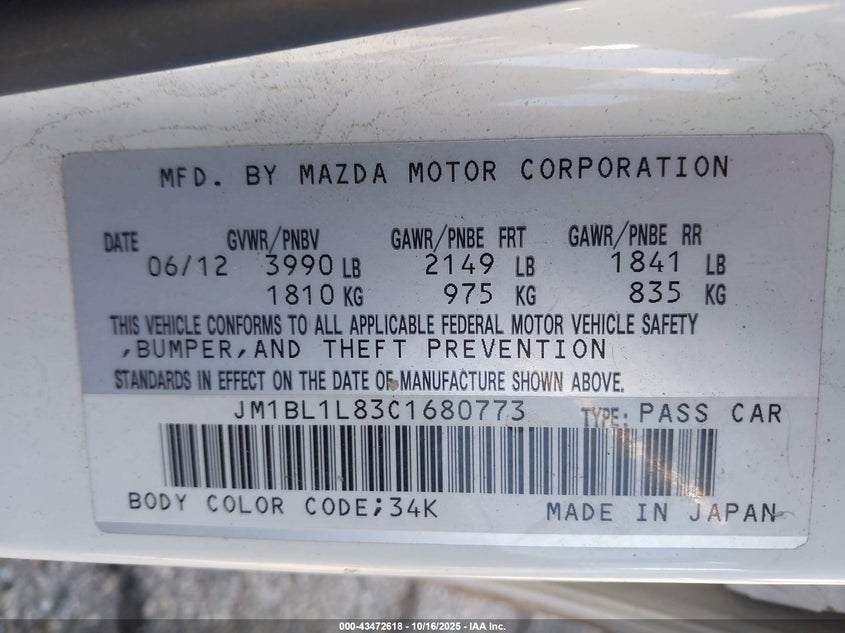 MFD. BY MAZDA MOTOR CORPORATION
DATE GVWR/PNBV GAWR/PNBE FRT GAWR/PNBE RR
06/12 3990 LB 2149 LB 1841 LB
1810 KG 975 KG 835 KG
THIS VEHICLE CONFORMS TO ALL APPLICABLE FEDERAL MOTOR VEHICLE SAFETY
,BUMPER,AND THEFT PREVENTION
STANDARDS IN EFFECT ON THE DATE OF MANUFACTURE SHOWN ABOVE.
JM1BL1L83C1680773 TYPE: PASS CAR
BODY COLOR CODE;34K MADE IN JAPAN
000-43472618 - 10/16/2025 - IAA Inc.